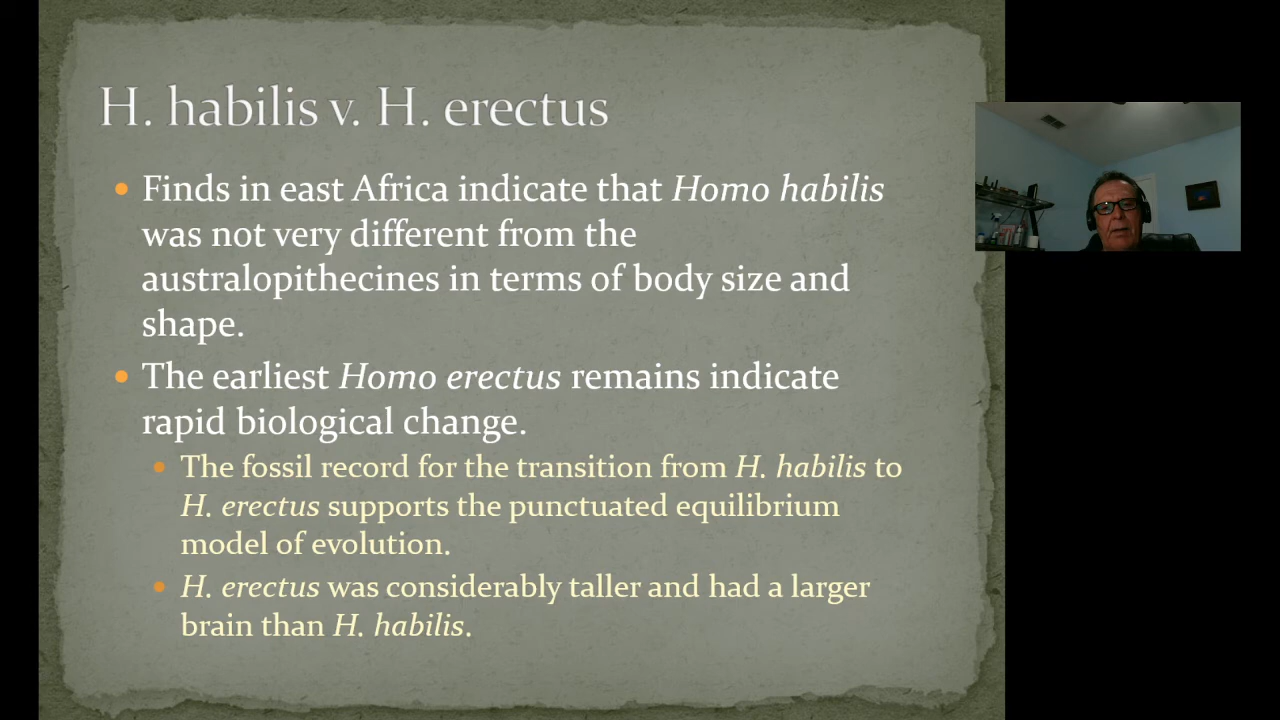 H. habilis v. H. erectus
Finds in east Africa indicate that Homo habilis
was not very different from the
australopithecines in terms of body size and
shape.
The earliest Homo erectus remains indicate
rapid biological change.
The fossil record for the transition from H. habilis to
H. erectus supports the punctuated equilibrium
model of evolution.
H. erectus was considerably taller and had a larger
brain than H. habilis.